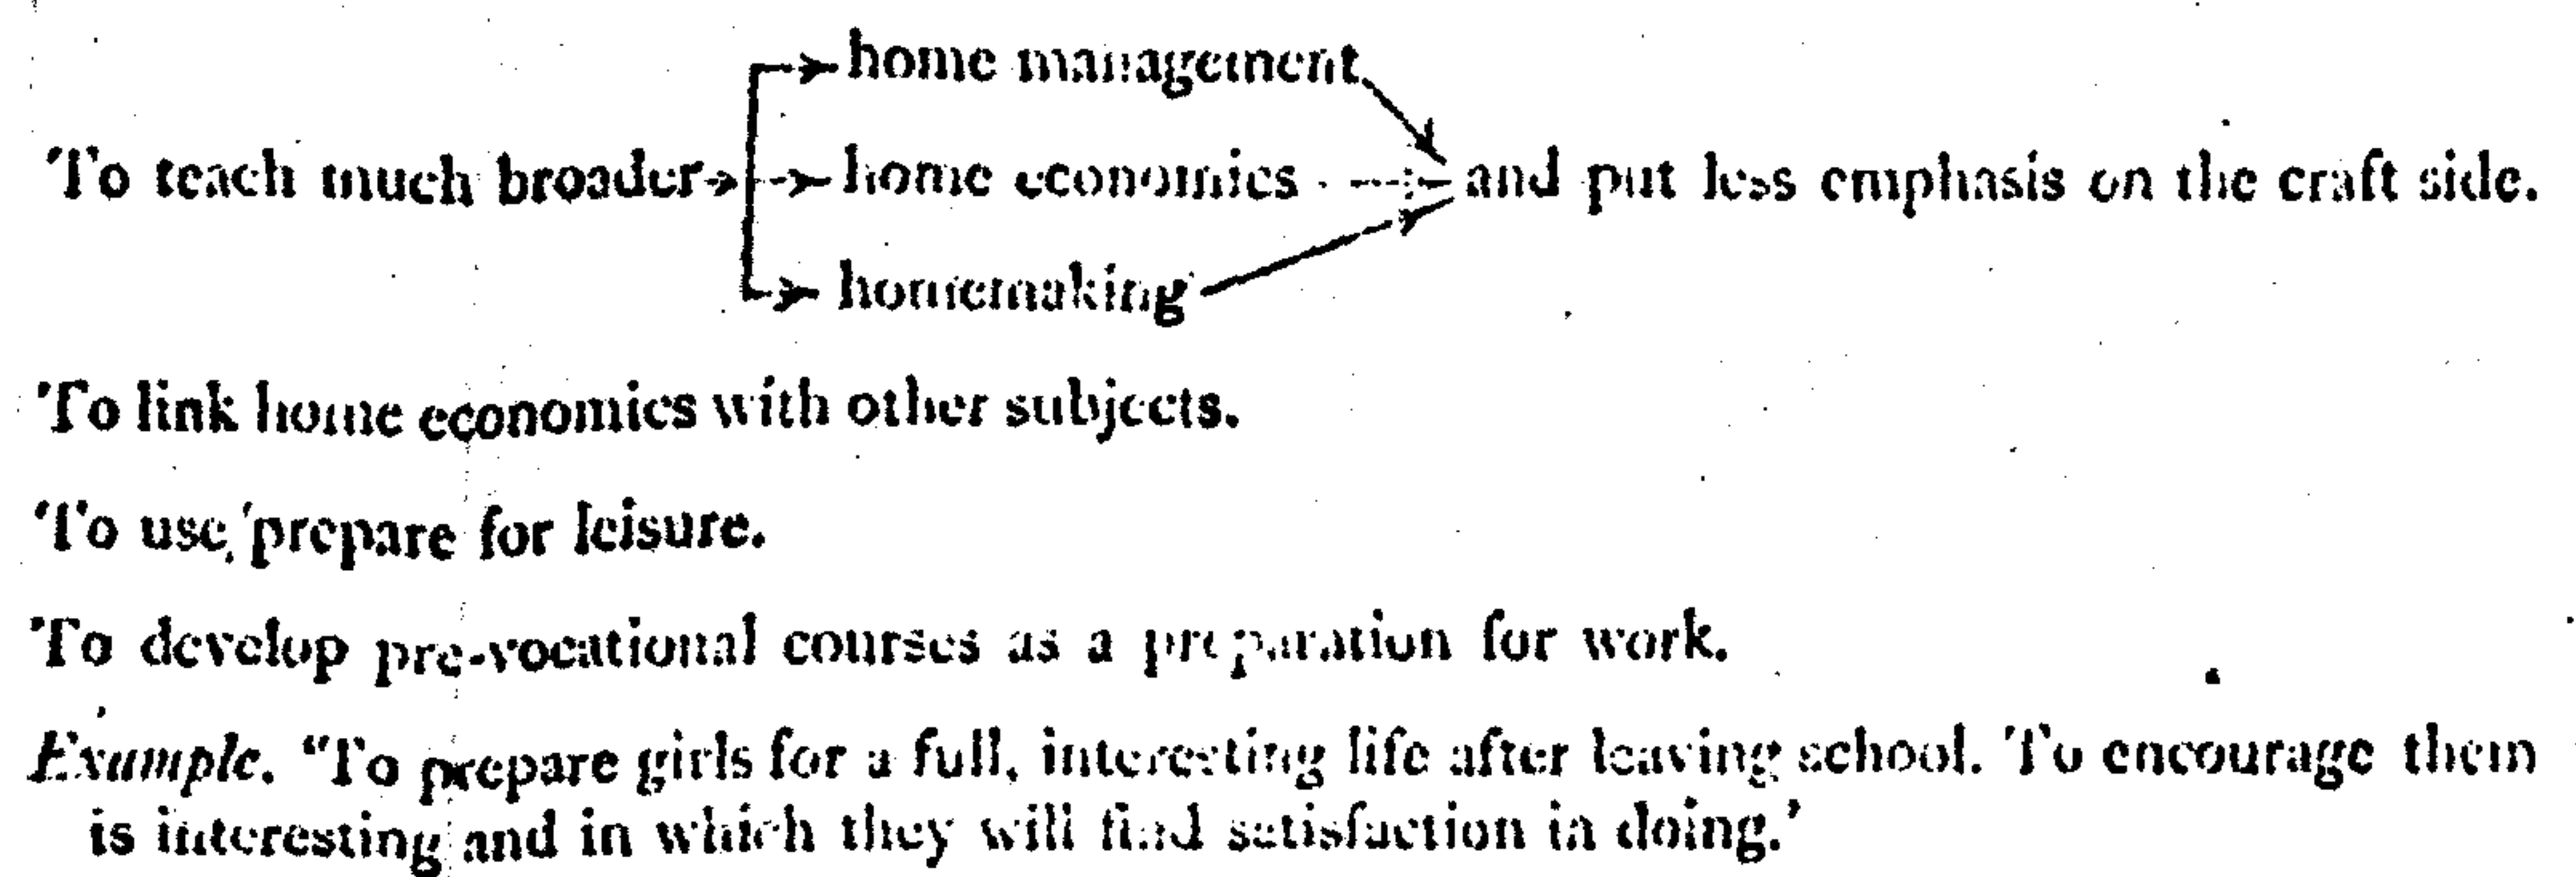 home management
To teach much broader home economics and put less emphasis on the craft side.
homemaking
To link home economics with other subjects.
To use/prepare for leisure.
To develop pre-vocational courses as a preparation for work.
Example. "To prepare girls for a full, interesting life after leaving school. To encourage them
is interesting and in which they will find satisfaction in doing.'